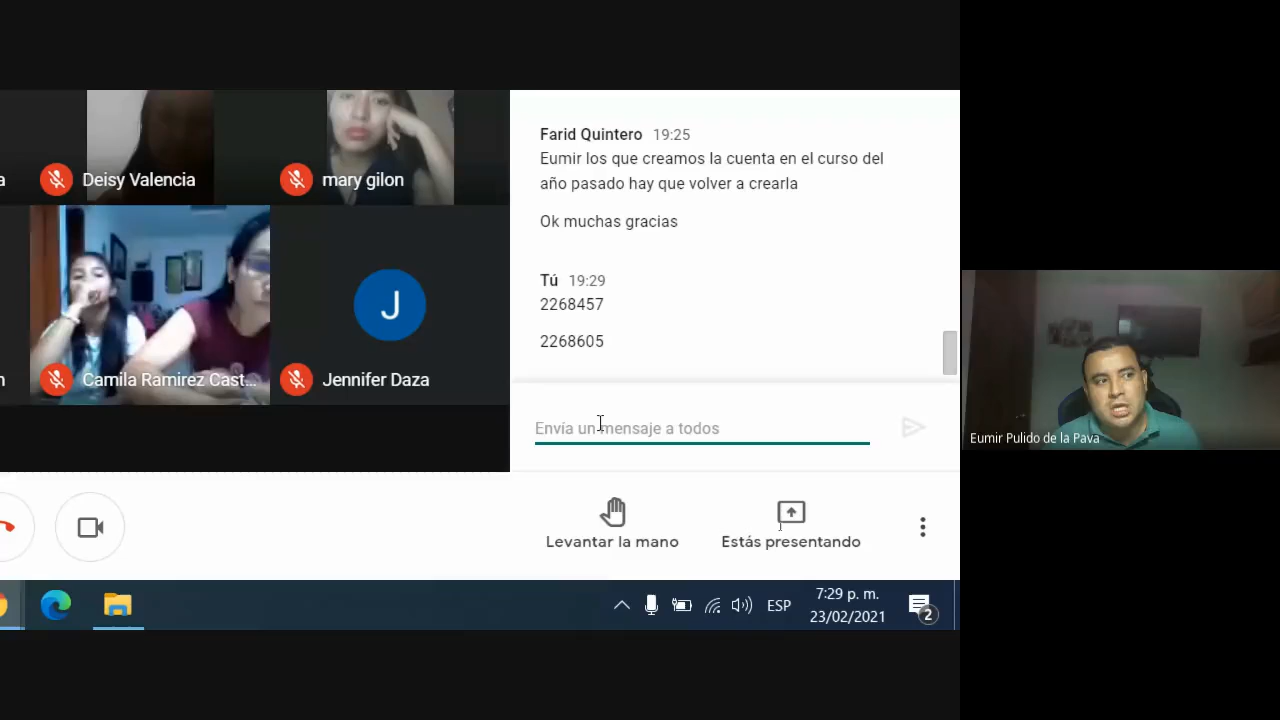 Farid Quintero 19:25
Eumir los que creamos la cuenta en el curso del
año pasado hay que volver a crearla
Ok muchas gracias
Tú 19:29
2268457
2268605
Envía un mensaje a todos
a
Deisy Valencia
mary gilon
n
Camila Ramirez Cast...
J
Jennifer Daza
Eumir Pulido de la Pava
Levantar la mano
Estás presentando
ESP
7:29 p. m.
23/02/2021
2